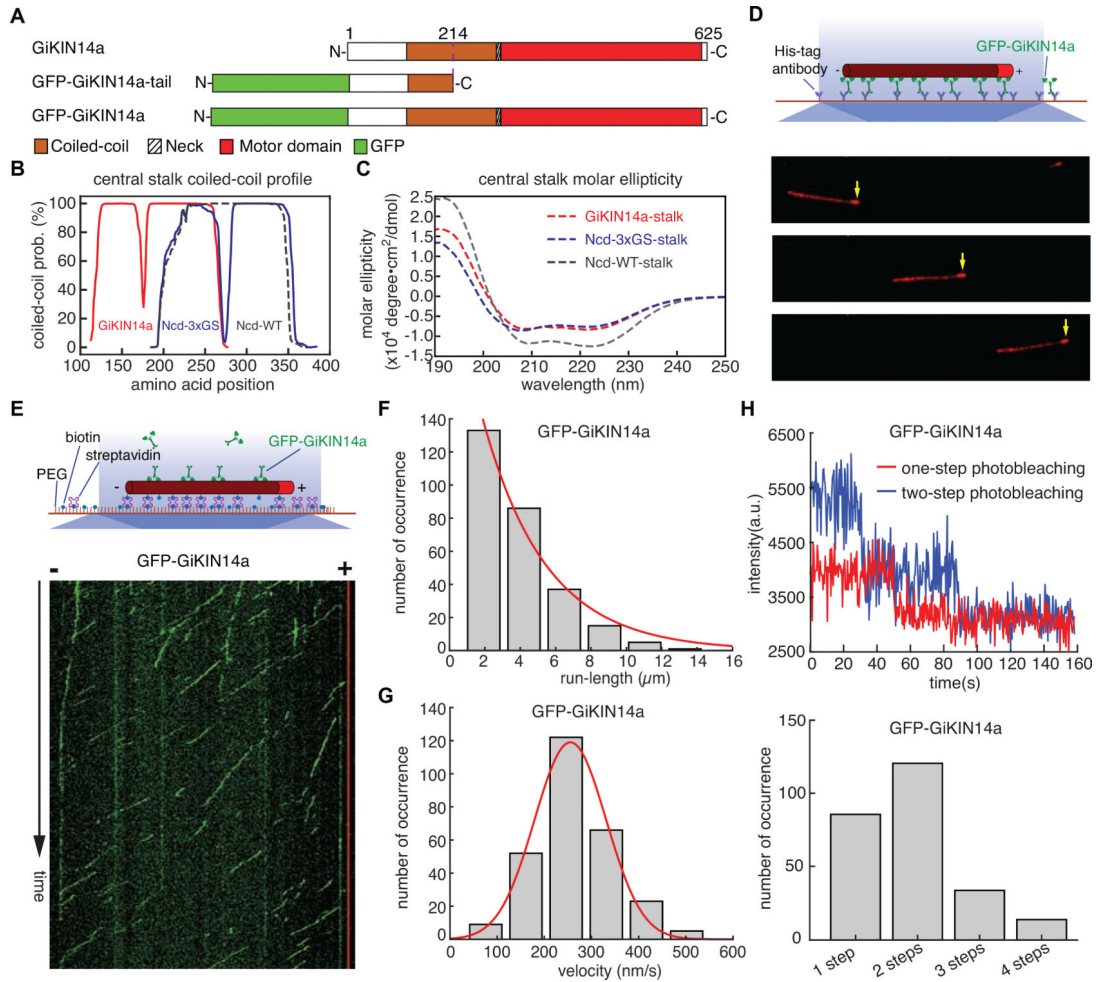 A
1 214 625
GiKIN14a N- -C
GFP-GiKIN14a-tail N- -C
GFP-GiKIN14a N- -C
Coiled-coil Neck Motor domain GFP
B
central stalk coiled-coil profile
coiled-coil prob. (%)
100
80
60
40
20
0
GiKIN14a Ncd-3xGS Ncd-WT
100 150 200 250 300 350 400
amino acid position
C
central stalk molar ellipticity
molar ellipticity
(x10⁴ degree•cm²/dmol)
2.5
2.0
1.5
1.0
0.5
0.0
-0.5
-1.0
-1.5
GiKIN14a-stalk
Ncd-3xGS-stalk
Ncd-WT-stalk
190 200 210 220 230 240 250
wavelength (nm)
D
His-tag
antibody
GFP-GiKIN14a
- +
E
biotin
streptavidin
PEG
GFP-GiKIN14a
- +
GFP-GiKIN14a
- +
time
F
GFP-GiKIN14a
number of occurrence
140
120
100
80
60
40
20
0
0 2 4 6 8 10 12 14 16
run-length (μm)
G
GFP-GiKIN14a
number of occurrence
140
120
100
80
60
40
20
0
0 100 200 300 400 500 600
velocity (nm/s)
H
GFP-GiKIN14a
one-step photobleaching
two-step photobleaching
intensity(a.u.)
6500
5500
4500
3500
2500
0 20 40 60 80 100 120 140 160
time(s)
GFP-GiKIN14a
number of occurrence
150
100
50
0
1 step 2 steps 3 steps 4 steps